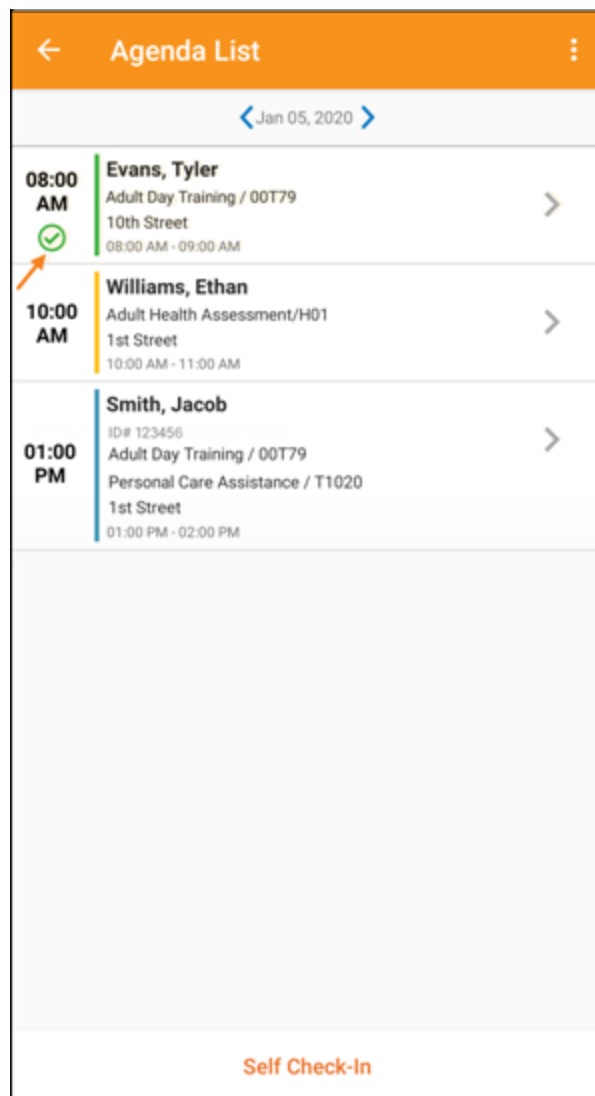 Agenda List
Jan 05, 2020
08:00
AM
Evans, Tyler
Adult Day Training / 00T79
10th Street
08:00 AM - 09:00 AM
10:00
AM
Williams, Ethan
Adult Health Assessment/H01
1st Street
10:00 AM - 11:00 AM
01:00
PM
Smith, Jacob
ID# 123456
Adult Day Training / 00T79
Personal Care Assistance / T1020
1st Street
01:00 PM - 02:00 PM
Self Check-In